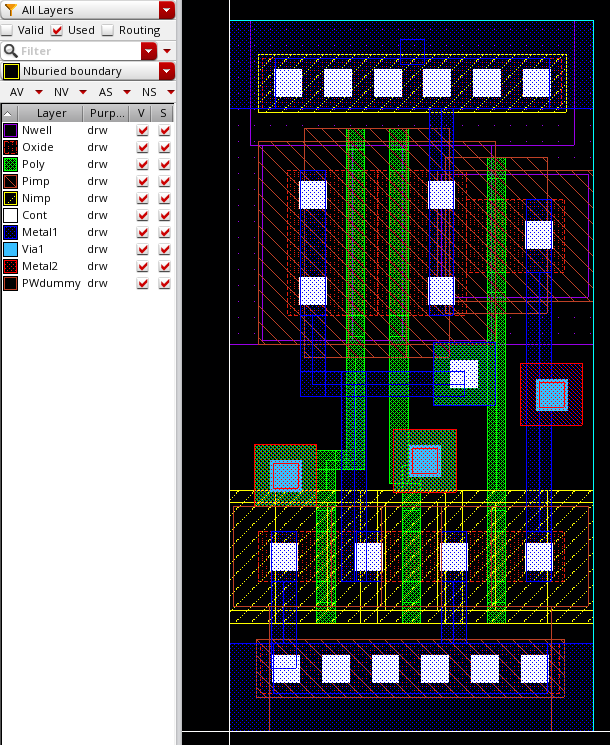 All Layers
Valid Used Routing
Filter
Nburied boundary
AV NV AS NS
Layer Purp... V S
Nwell drw
Oxide drw
Poly drw
Pimp drw
Nimp drw
Cont drw
Metal1 drw
Via1 drw
Metal2 drw
PWdummy drw